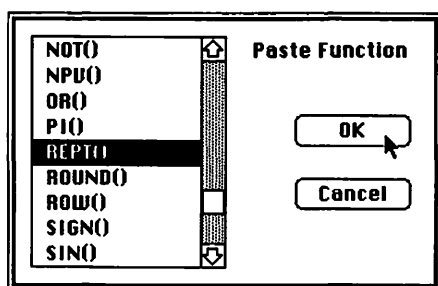 NOT()
NPV()
OR()
PI()
REPT()
ROUND()
ROW()
SIGN()
SIN()
Paste Function
OK
Cancel